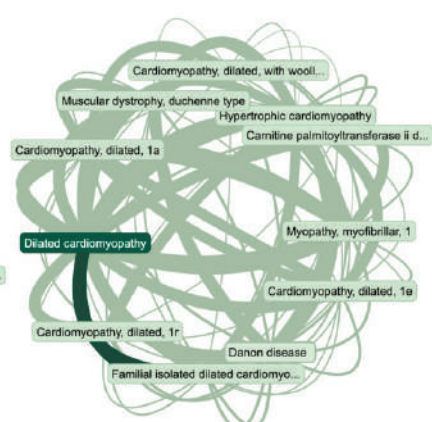 Cardiomyopathy, dilated, with wooll...
Muscular dystrophy, duchenne type
Hypertrophic cardiomyopathy
Carnitine palmitoyltransferase ii d...
Cardiomyopathy, dilated, 1a
Myopathy, myofibrillar, 1
Dilated cardiomyopathy
Cardiomyopathy, dilated, 1e
Cardiomyopathy, dilated, 1r
Danon disease
Familial isolated dilated cardiomyo...